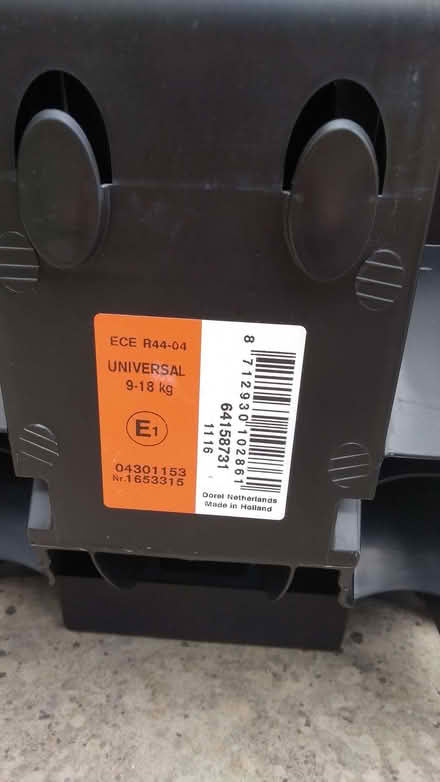 ECE R44-04
UNIVERSAL
9-18 kg
E1
04301153
Nr. 1653315
8 712930 102861
64158731
1116
Dorel Netherlands
Made in Holland